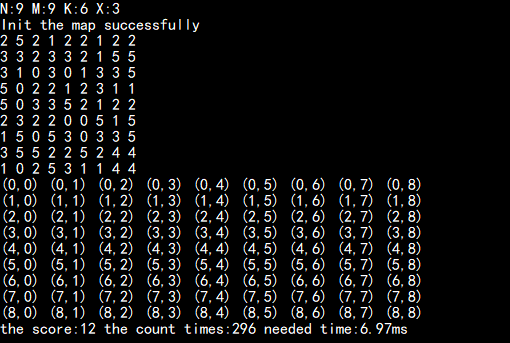 N:9 M:9 K:6 X:3
Init the map successfully
2 5 2 1 2 2 1 2 2
3 3 2 3 3 2 1 5 5
3 1 0 3 0 1 3 3 5
5 0 2 2 1 2 3 1 1
5 0 3 3 5 2 1 2 2
2 3 2 2 0 0 5 1 5
1 5 0 5 3 0 3 3 5
3 5 5 2 2 5 2 4 4
1 0 2 5 3 1 1 4 4
(0,0) (0,1) (0,2) (0,3) (0,4) (0,5) (0,6) (0,7) (0,8)
(1,0) (1,1) (1,2) (1,3) (1,4) (1,5) (1,6) (1,7) (1,8)
(2,0) (2,1) (2,2) (2,3) (2,4) (2,5) (2,6) (2,7) (2,8)
(3,0) (3,1) (3,2) (3,3) (3,4) (3,5) (3,6) (3,7) (3,8)
(4,0) (4,1) (4,2) (4,3) (4,4) (4,5) (4,6) (4,7) (4,8)
(5,0) (5,1) (5,2) (5,3) (5,4) (5,5) (5,6) (5,7) (5,8)
(6,0) (6,1) (6,2) (6,3) (6,4) (6,5) (6,6) (6,7) (6,8)
(7,0) (7,1) (7,2) (7,3) (7,4) (7,5) (7,6) (7,7) (7,8)
(8,0) (8,1) (8,2) (8,3) (8,4) (8,5) (8,6) (8,7) (8,8)
the score:12 the count times:296 needed time:6.97ms